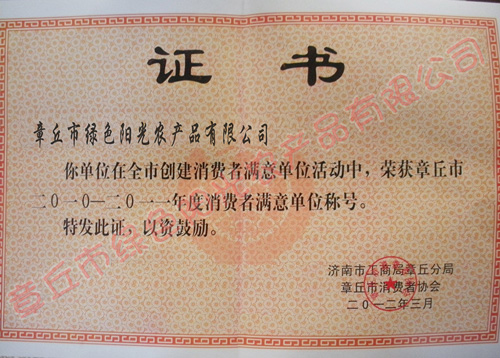 证书
章丘市绿色阳光农产品有限公司
你单位在全市创建消费者满意单位活动中，荣获章丘市
二〇一〇—二〇一一年度消费者满意单位称号。
特发此证，以资鼓励。
济南市工商局章丘分局
章丘市消费者协会
二〇一二年三月
章丘市绿色阳光农产品有限公司